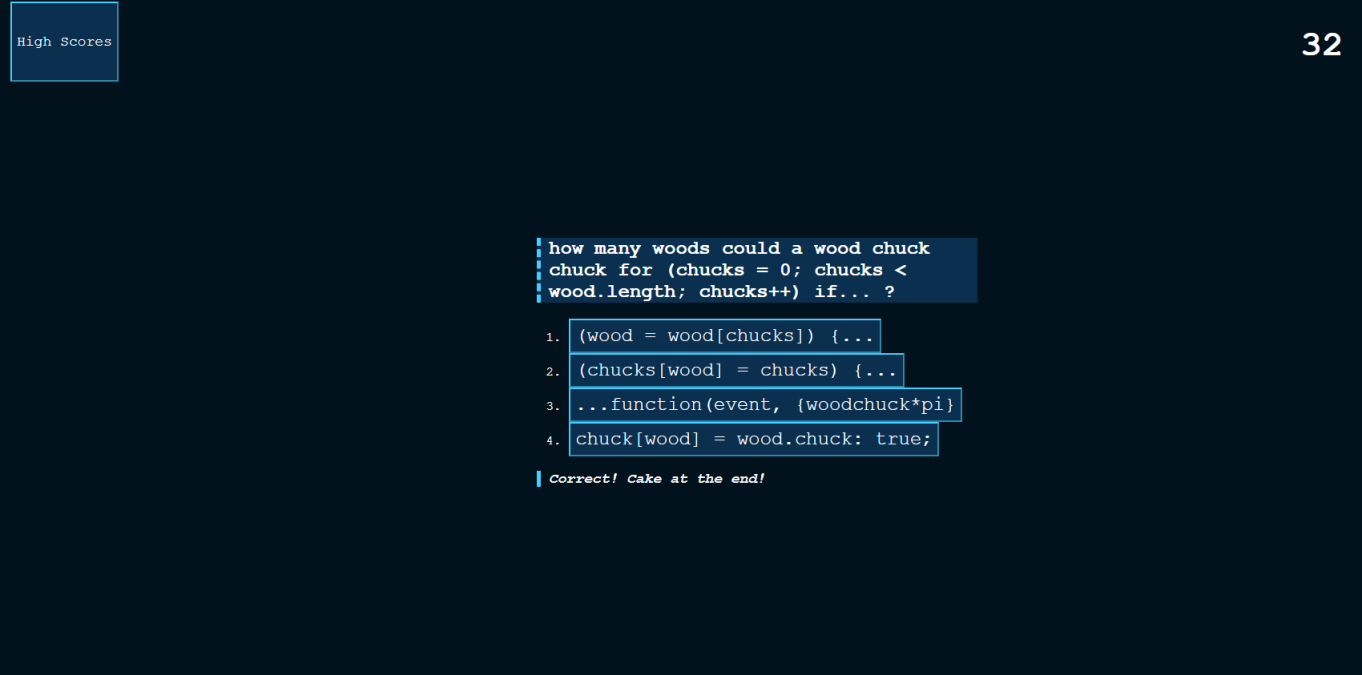 High Scores
32
how many woods could a wood chuck
chuck for (chucks = 0; chucks <
wood.length; chucks++) if... ?
1. (wood = wood[chucks]) {...
2. (chucks[wood] = chucks) {...
3. ...function(event, {woodchuck*pi}
4. chuck[wood] = wood.chuck: true;
Correct! Cake at the end!